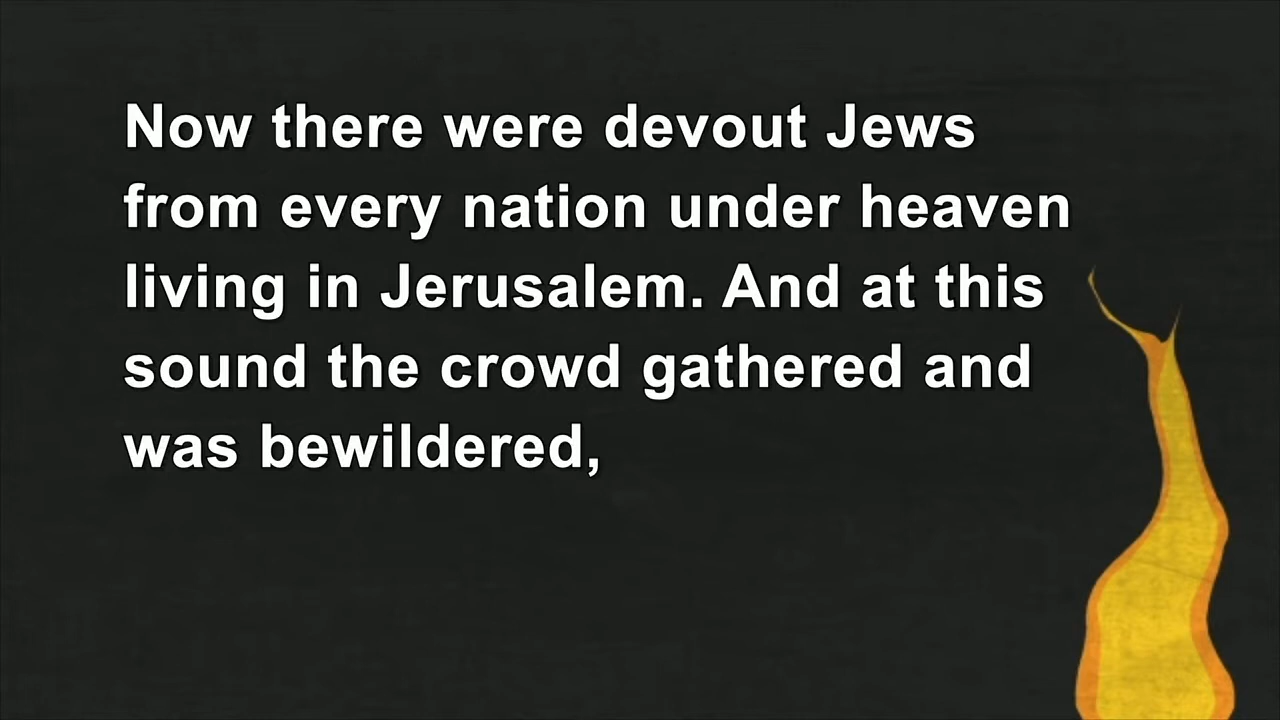 Now there were devout Jews
from every nation under heaven
living in Jerusalem. And at this
sound the crowd gathered and
was bewildered,